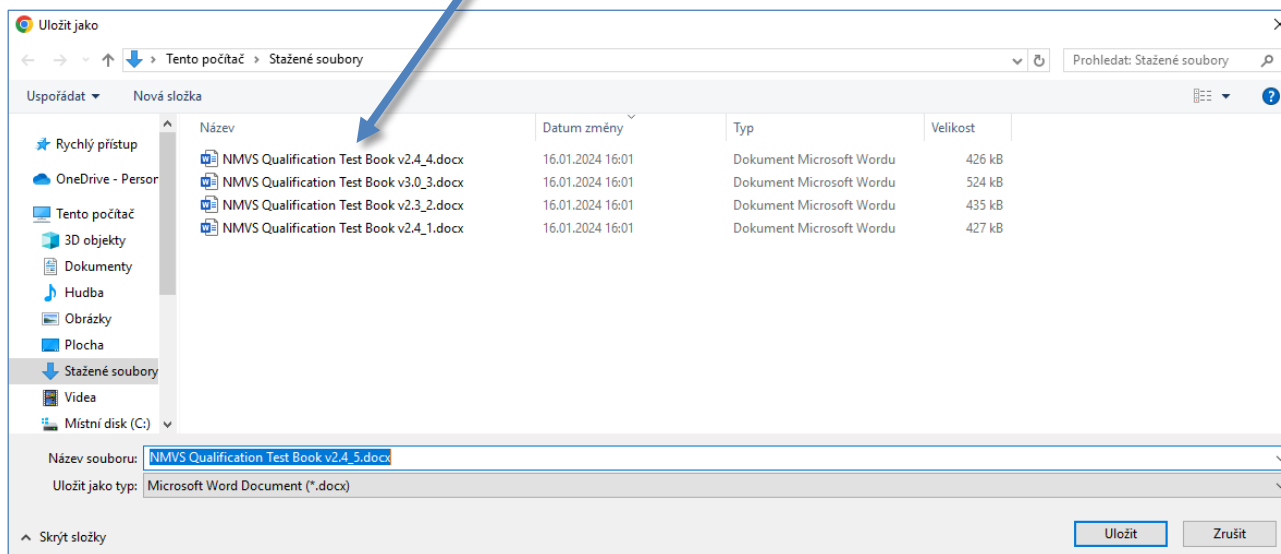 Uložit jako
Tento počítač > Stažené soubory
Prohledat: Stažené soubory
Uspořádat
Nová složka
Název
Datum změny
Typ
Velikost
Rychlý přístup
OneDrive - Person
Tento počítač
3D objekty
Dokumenty
Hudba
Obrázky
Plocha
Stažené soubory
Videa
Místní disk (C:)
NMVS Qualification Test Book v2.4_4.docx 16.01.2024 16:01 Dokument Microsoft Wordu 426 kB
NMVS Qualification Test Book v3.0_3.docx 16.01.2024 16:01 Dokument Microsoft Wordu 524 kB
NMVS Qualification Test Book v2.3_2.docx 16.01.2024 16:01 Dokument Microsoft Wordu 435 kB
NMVS Qualification Test Book v2.4_1.docx 16.01.2024 16:01 Dokument Microsoft Wordu 427 kB
Název souboru: NMVS Qualification Test Book v2.4_5.docx
Uložit jako typ: Microsoft Word Document (*.docx)
Skrýt složky
Uložit
Zrušit